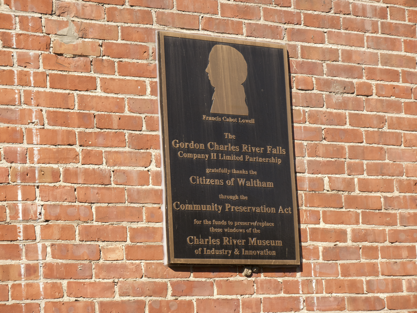 Francis Cabot Lowell
The
Gordon Charles River Falls
Company II Limited Partnership
gratefully thanks the
Citizens of Waltham
through the
Community Preservation Act
for the funds to preserve/replace
these windows of the
Charles River Museum
of Industry & Innovation